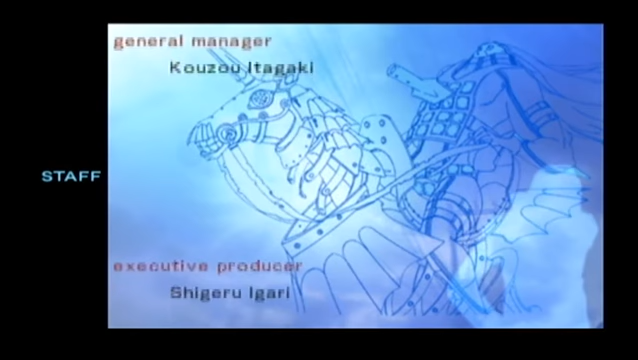 general manager
Kouzou Itagaki
STAFF
executive producer
Shigeru Igari